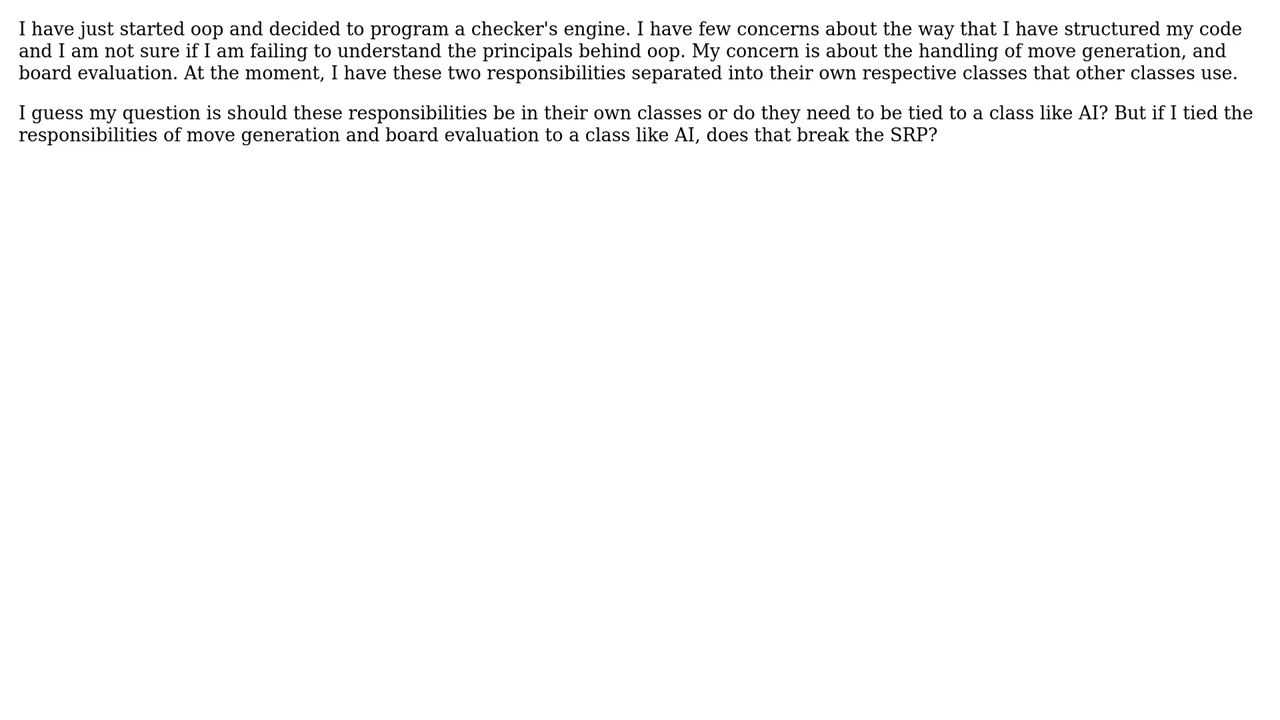 I have just started oop and decided to program a checker's engine. I have few concerns about the way that I have structured my code
and I am not sure if I am failing to understand the principals behind oop. My concern is about the handling of move generation, and
board evaluation. At the moment, I have these two responsibilities separated into their own respective classes that other classes use.
I guess my question is should these responsibilities be in their own classes or do they need to be tied to a class like AI? But if I tied the
responsibilities of move generation and board evaluation to a class like AI, does that break the SRP?